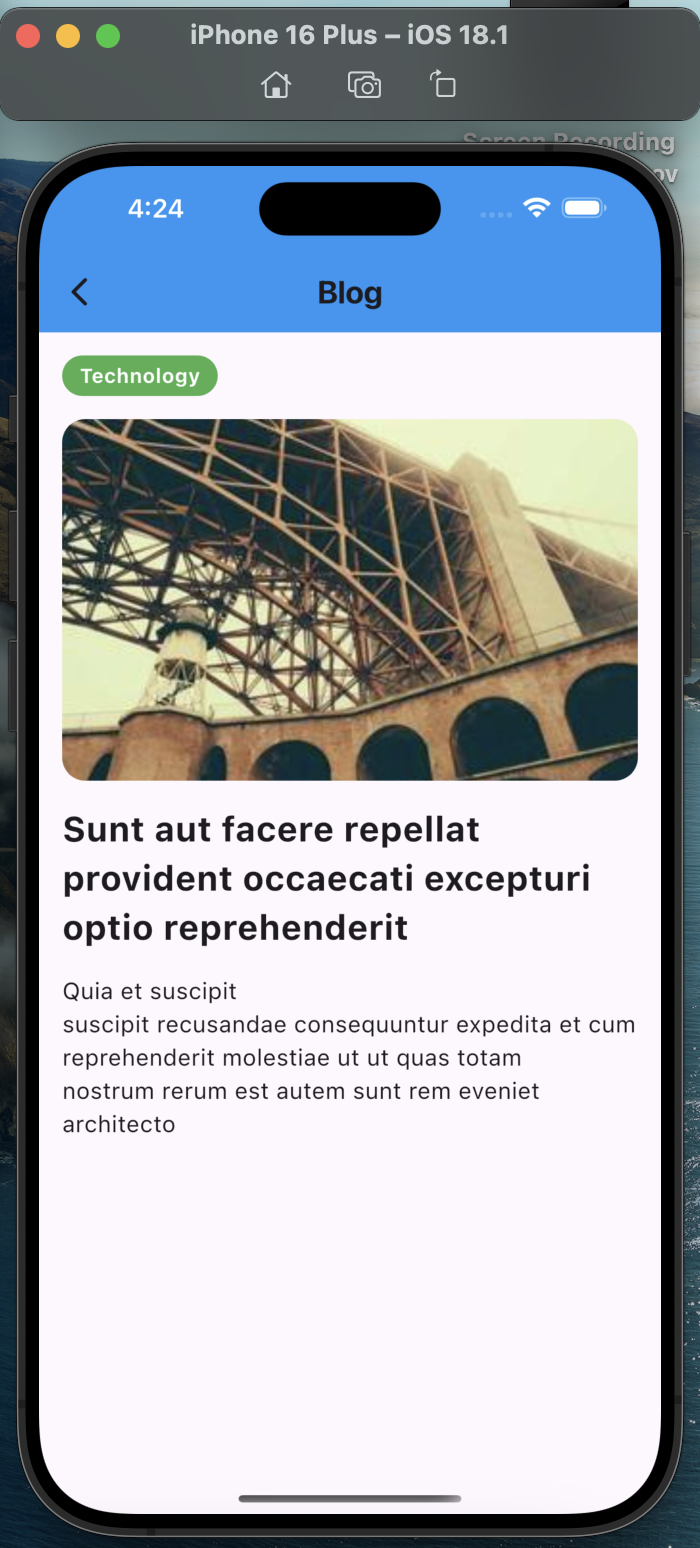 iPhone 16 Plus – iOS 18.1
Screen Recording
ov
4:24
Blog
Technology
Sunt aut facere repellat
provident occaecati excepturi
optio reprehenderit
Quia et suscipit
suscipit recusandae consequuntur expedita et cum
reprehenderit molestiae ut ut quas totam
nostrum rerum est autem sunt rem eveniet
architecto